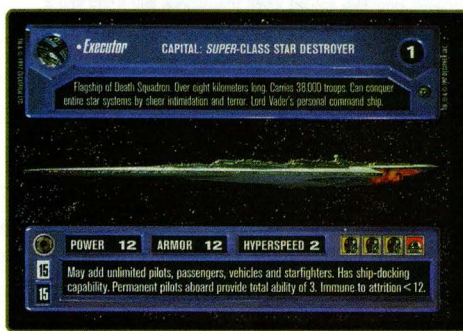 • Executor CAPITAL: SUPER-CLASS STAR DESTROYER 1
Flagship of Death Squadron. Over eight kilometers long. Carries 38,000 troops. Can conquer
entire star systems by sheer intimidation and terror. Lord Vader's personal command ship.
POWER 12 ARMOR 12 HYPERSPEED 2
15
15
May add unlimited pilots, passengers, vehicles and starfighters. Has ship-docking
capability. Permanent pilots aboard provide total ability of 3. Immune to attrition < 12.